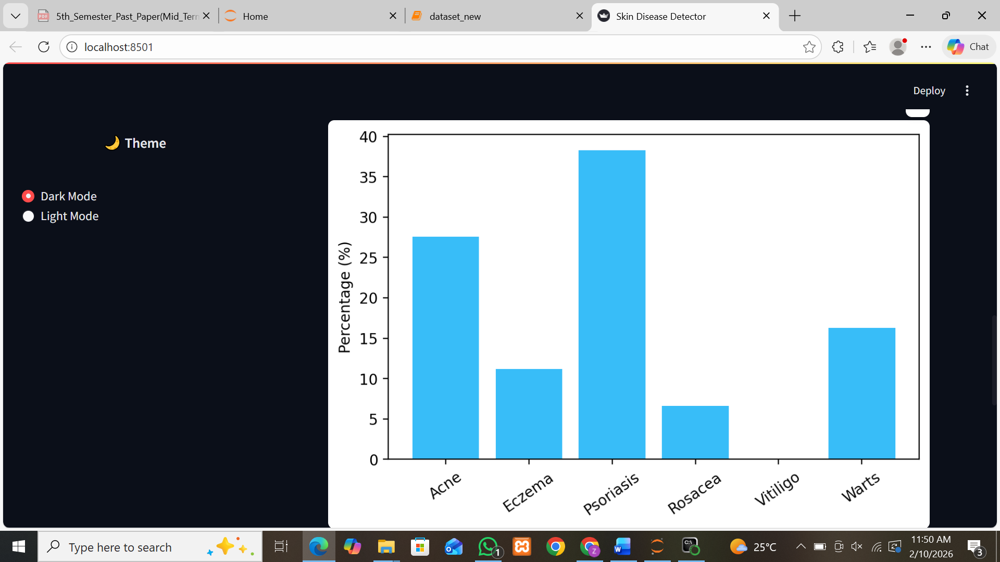 5th_Semester_Past_Paper(Mid_Tern
Home
dataset_new
Skin Disease Detector
localhost:8501
Chat
Deploy
🌙 Theme
Dark Mode
Light Mode
40
35
30
25
20
15
10
5
0
Percentage (%)
Acne
Eczema
Psoriasis
Rosacea
Vitiligo
Warts
Type here to search
1
Z
25°C
11:50 AM
2/10/2026
3